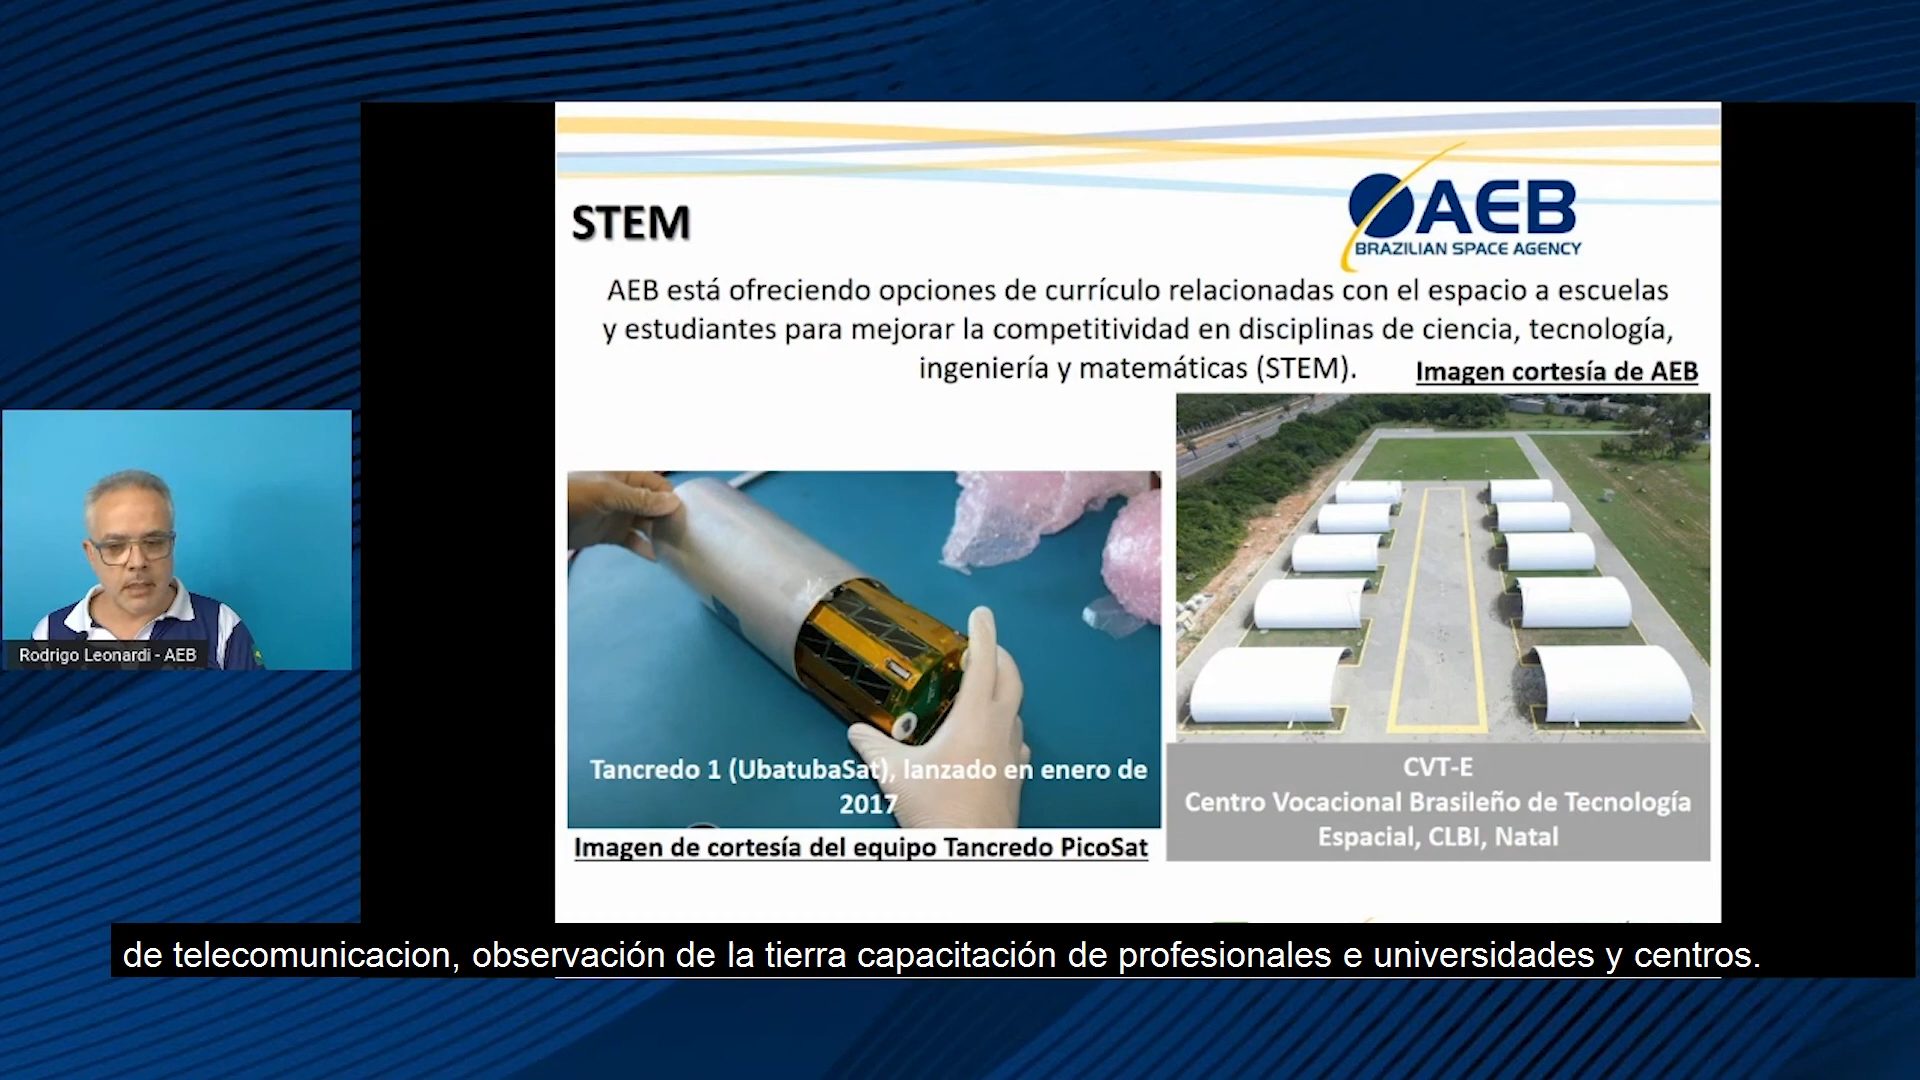 AEB
BRAZILIAN SPACE AGENCY
STEM
AEB está ofreciendo opciones de currículo relacionadas con el espacio a escuelas
y estudiantes para mejorar la competitividad en disciplinas de ciencia, tecnología,
ingeniería y matemáticas (STEM).
Imagen cortesía de AEB
Tancredo 1 (UbatubaSat), lanzado en enero de
2017
Imagen de cortesía del equipo Tancredo PicoSat
CVT-E
Centro Vocacional Brasileño de Tecnología
Espacial, CLBI, Natal
Rodrigo Leonardi - AEB
de telecomunicacion, observación de la tierra capacitación de profesionales e universidades y centros.